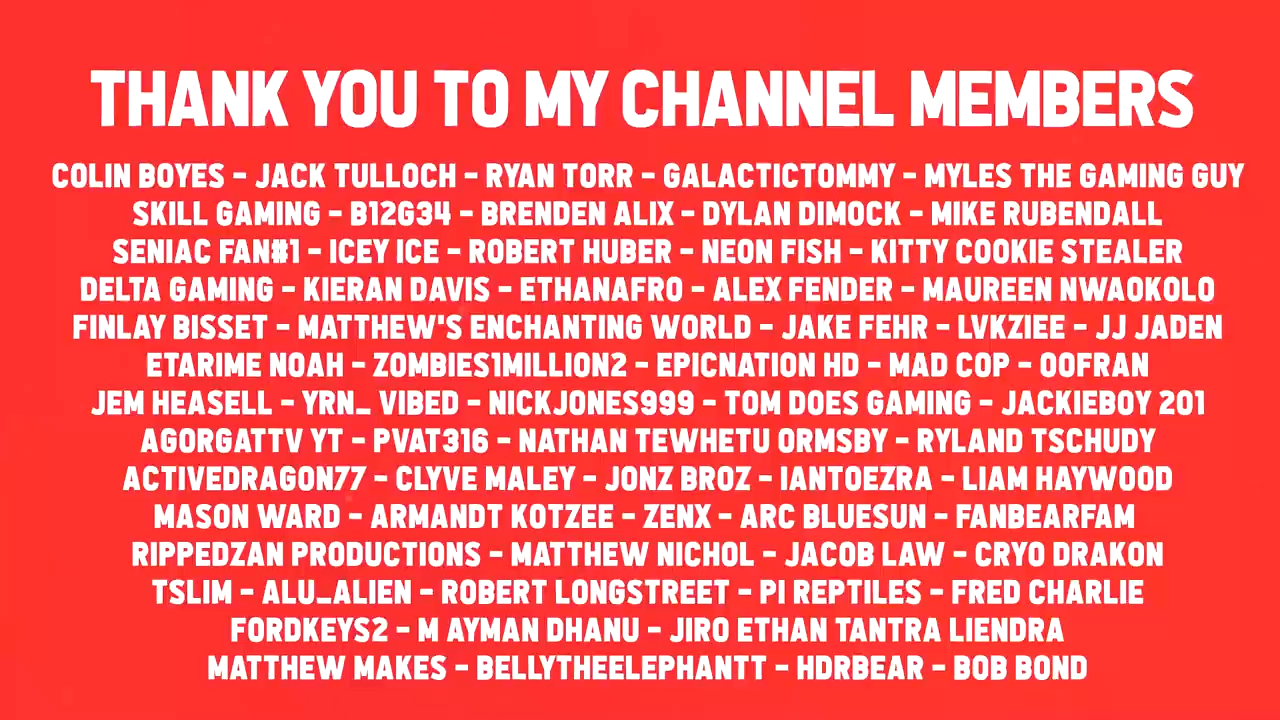 THANK YOU TO MY CHANNEL MEMBERS
COLIN BOYES - JACK TULLOCH - RYAN TORR - GALACTICTOMMY - MYLES THE GAMING GUY
SKILL GAMING - B12G34 - BRENDEN ALIX - DYLAN DIMOCK - MIKE RUBENDALL
SENIAC FAN#1 - ICEY ICE - ROBERT HUBER - NEON FISH - KITTY COOKIE STEALER
DELTA GAMING - KIERAN DAVIS - ETHANAFRO - ALEX FENDER - MAUREEN NWAOKOLO
FINLAY BISSET - MATTHEW'S ENCHANTING WORLD - JAKE FEHR - LVKZIEE - JJ JADEN
ETARIME NOAH - ZOMBIES1MILLION2 - EPICNATION HD - MAD COP - OOFRAN
JEM HEASELL - YRN_ VIBED - NICKJONES999 - TOM DOES GAMING - JACKIEBOY 201
AGORGATTV YT - PVAT316 - NATHAN TEWHETU ORMSBY - RYLAND TSCHUDY
ACTIVEDRAGON77 - CLYVE MALEY - JONZ BROZ - IANTOEZRA - LIAM HAYWOOD
MASON WARD - ARMANDT KOTZEE - ZENX - ARC BLUESUN - FANBEARFAM
RIPPEDZAN PRODUCTIONS - MATTHEW NICHOL - JACOB LAW - CRYO DRAKON
TSLIM - ALU_ALIEN - ROBERT LONGSTREET - PI REPTILES - FRED CHARLIE
FORDKEYS2 - M AYMAN DHANU - JIRO ETHAN TANTRA LIENDRA
MATTHEW MAKES - BELLYTHEELEPHANTT - HDRBEAR - BOB BOND